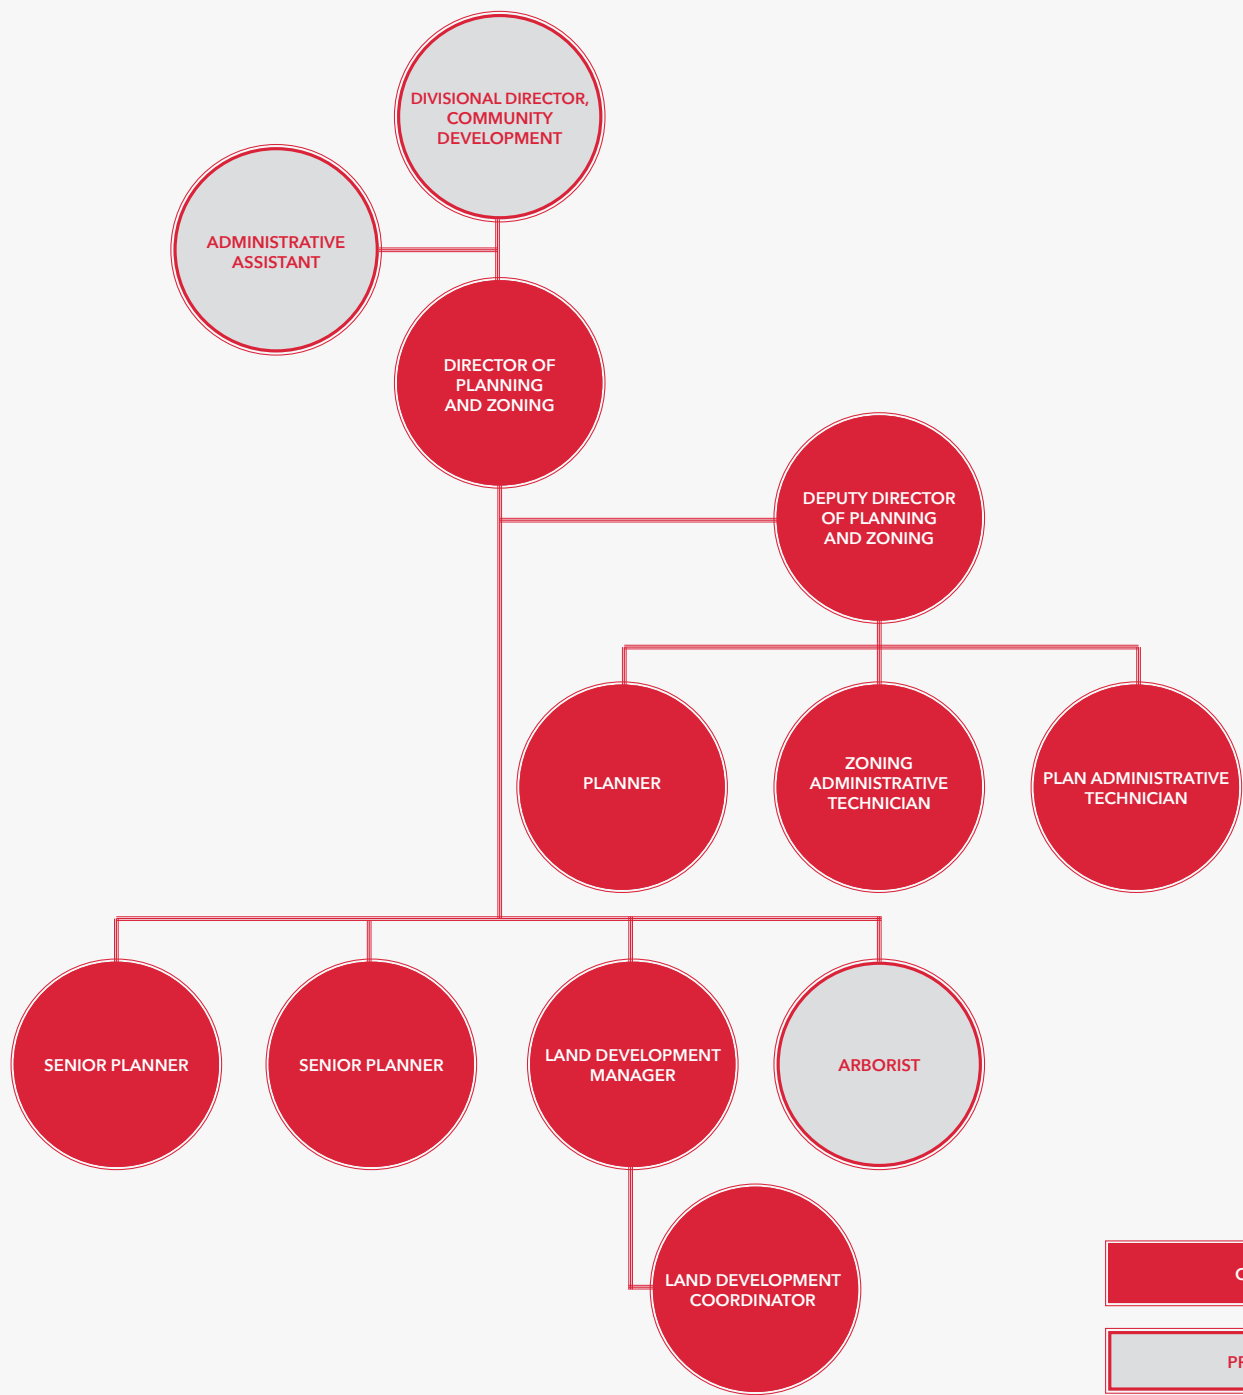 DIVISIONAL DIRECTOR,
COMMUNITY
DEVELOPMENT
ADMINISTRATIVE
ASSISTANT
DIRECTOR OF
PLANNING
AND ZONING
DEPUTY DIRECTOR
OF PLANNING
AND ZONING
PLANNER
ZONING
ADMINISTRATIVE
TECHNICIAN
PLAN ADMINISTRATIVE
TECHNICIAN
SENIOR PLANNER
SENIOR PLANNER
LAND DEVELOPMENT
MANAGER
ARBORIST
LAND DEVELOPMENT
COORDINATOR